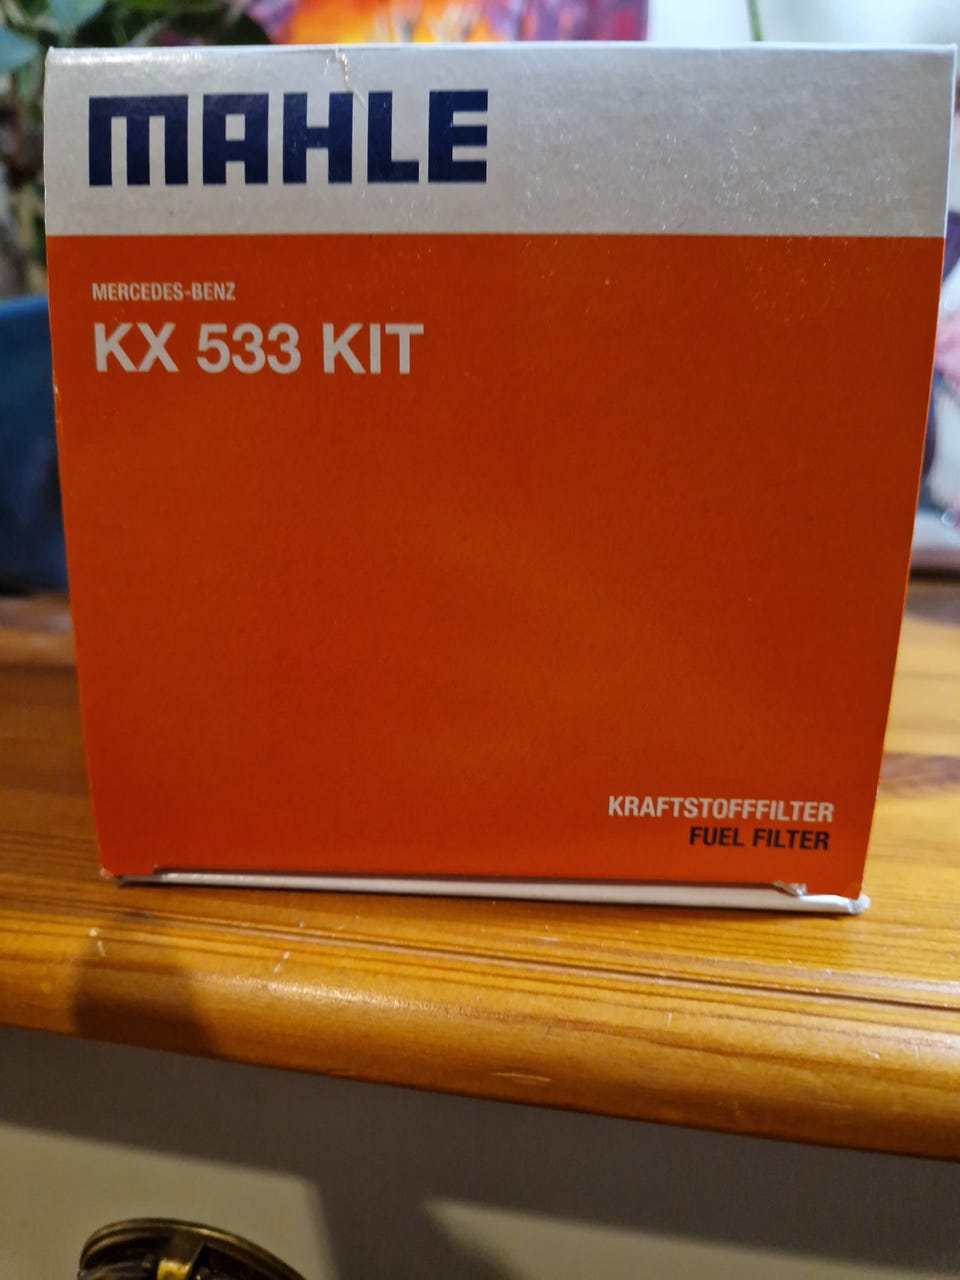 MAHLE
MERCEDES-BENZ
KX 533 KIT
KRAFTSTOFFFILTER
FUEL FILTER